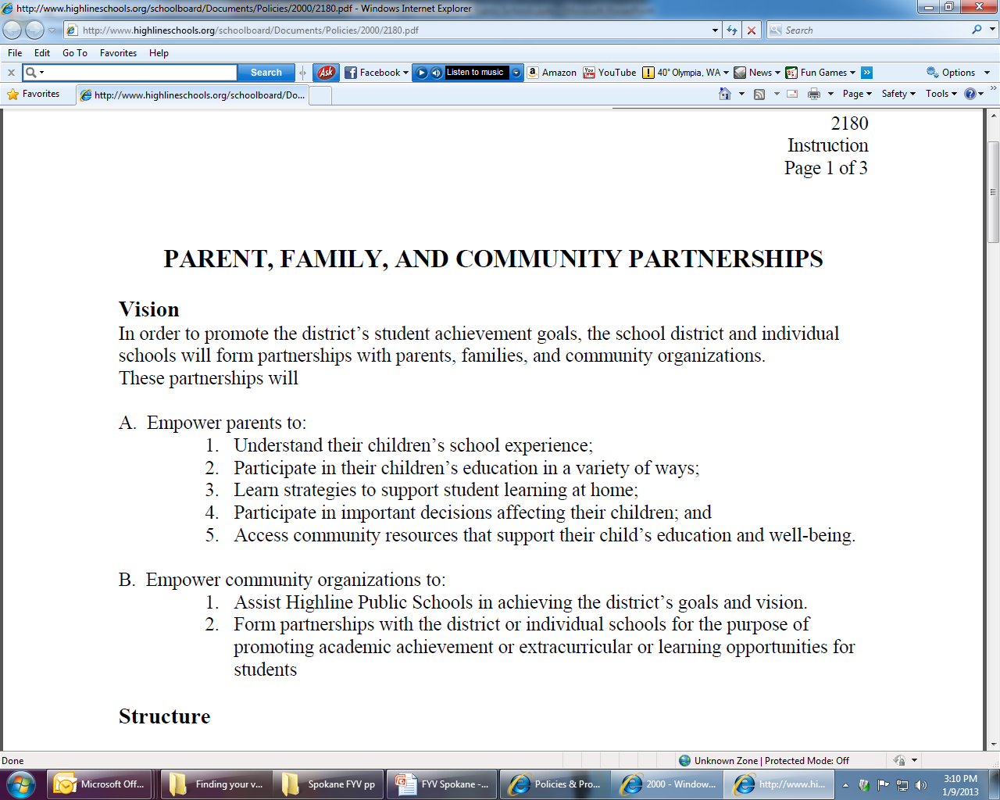 http://www.highlineschools.org/schoolboard/Documents/Policies/2000/2180.pdf - Windows Internet Explorer
http://www.highlineschools.org/schoolboard/Documents/Policies/2000/2180.pdf Search
File Edit Go To Favorites Help
x Search Ask Facebook Listen to music a Amazon You Tube YouTube 40° Olympia, WA News Fun Games » Options
Favorites http://www.highlineschools.org/schoolboard/Do... Page Safety Tools »
2180
Instruction
Page 1 of 3
PARENT, FAMILY, AND COMMUNITY PARTNERSHIPS
Vision
In order to promote the district’s student achievement goals, the school district and individual
schools will form partnerships with parents, families, and community organizations.
These partnerships will
A. Empower parents to:
1. Understand their children’s school experience;
2. Participate in their children’s education in a variety of ways;
3. Learn strategies to support student learning at home;
4. Participate in important decisions affecting their children; and
5. Access community resources that support their child’s education and well-being.
B. Empower community organizations to:
1. Assist Highline Public Schools in achieving the district’s goals and vision.
2. Form partnerships with the district or individual schools for the purpose of
promoting academic achievement or extracurricular or learning opportunities for
students
Structure
Done Unknown Zone | Protected Mode: Off
Microsoft Off... Finding your v... Spokane FYV pp FYV Spokane -... Policies & Pro... 2000 - Window... http://www.hi... 3:10 PM
1/9/2013